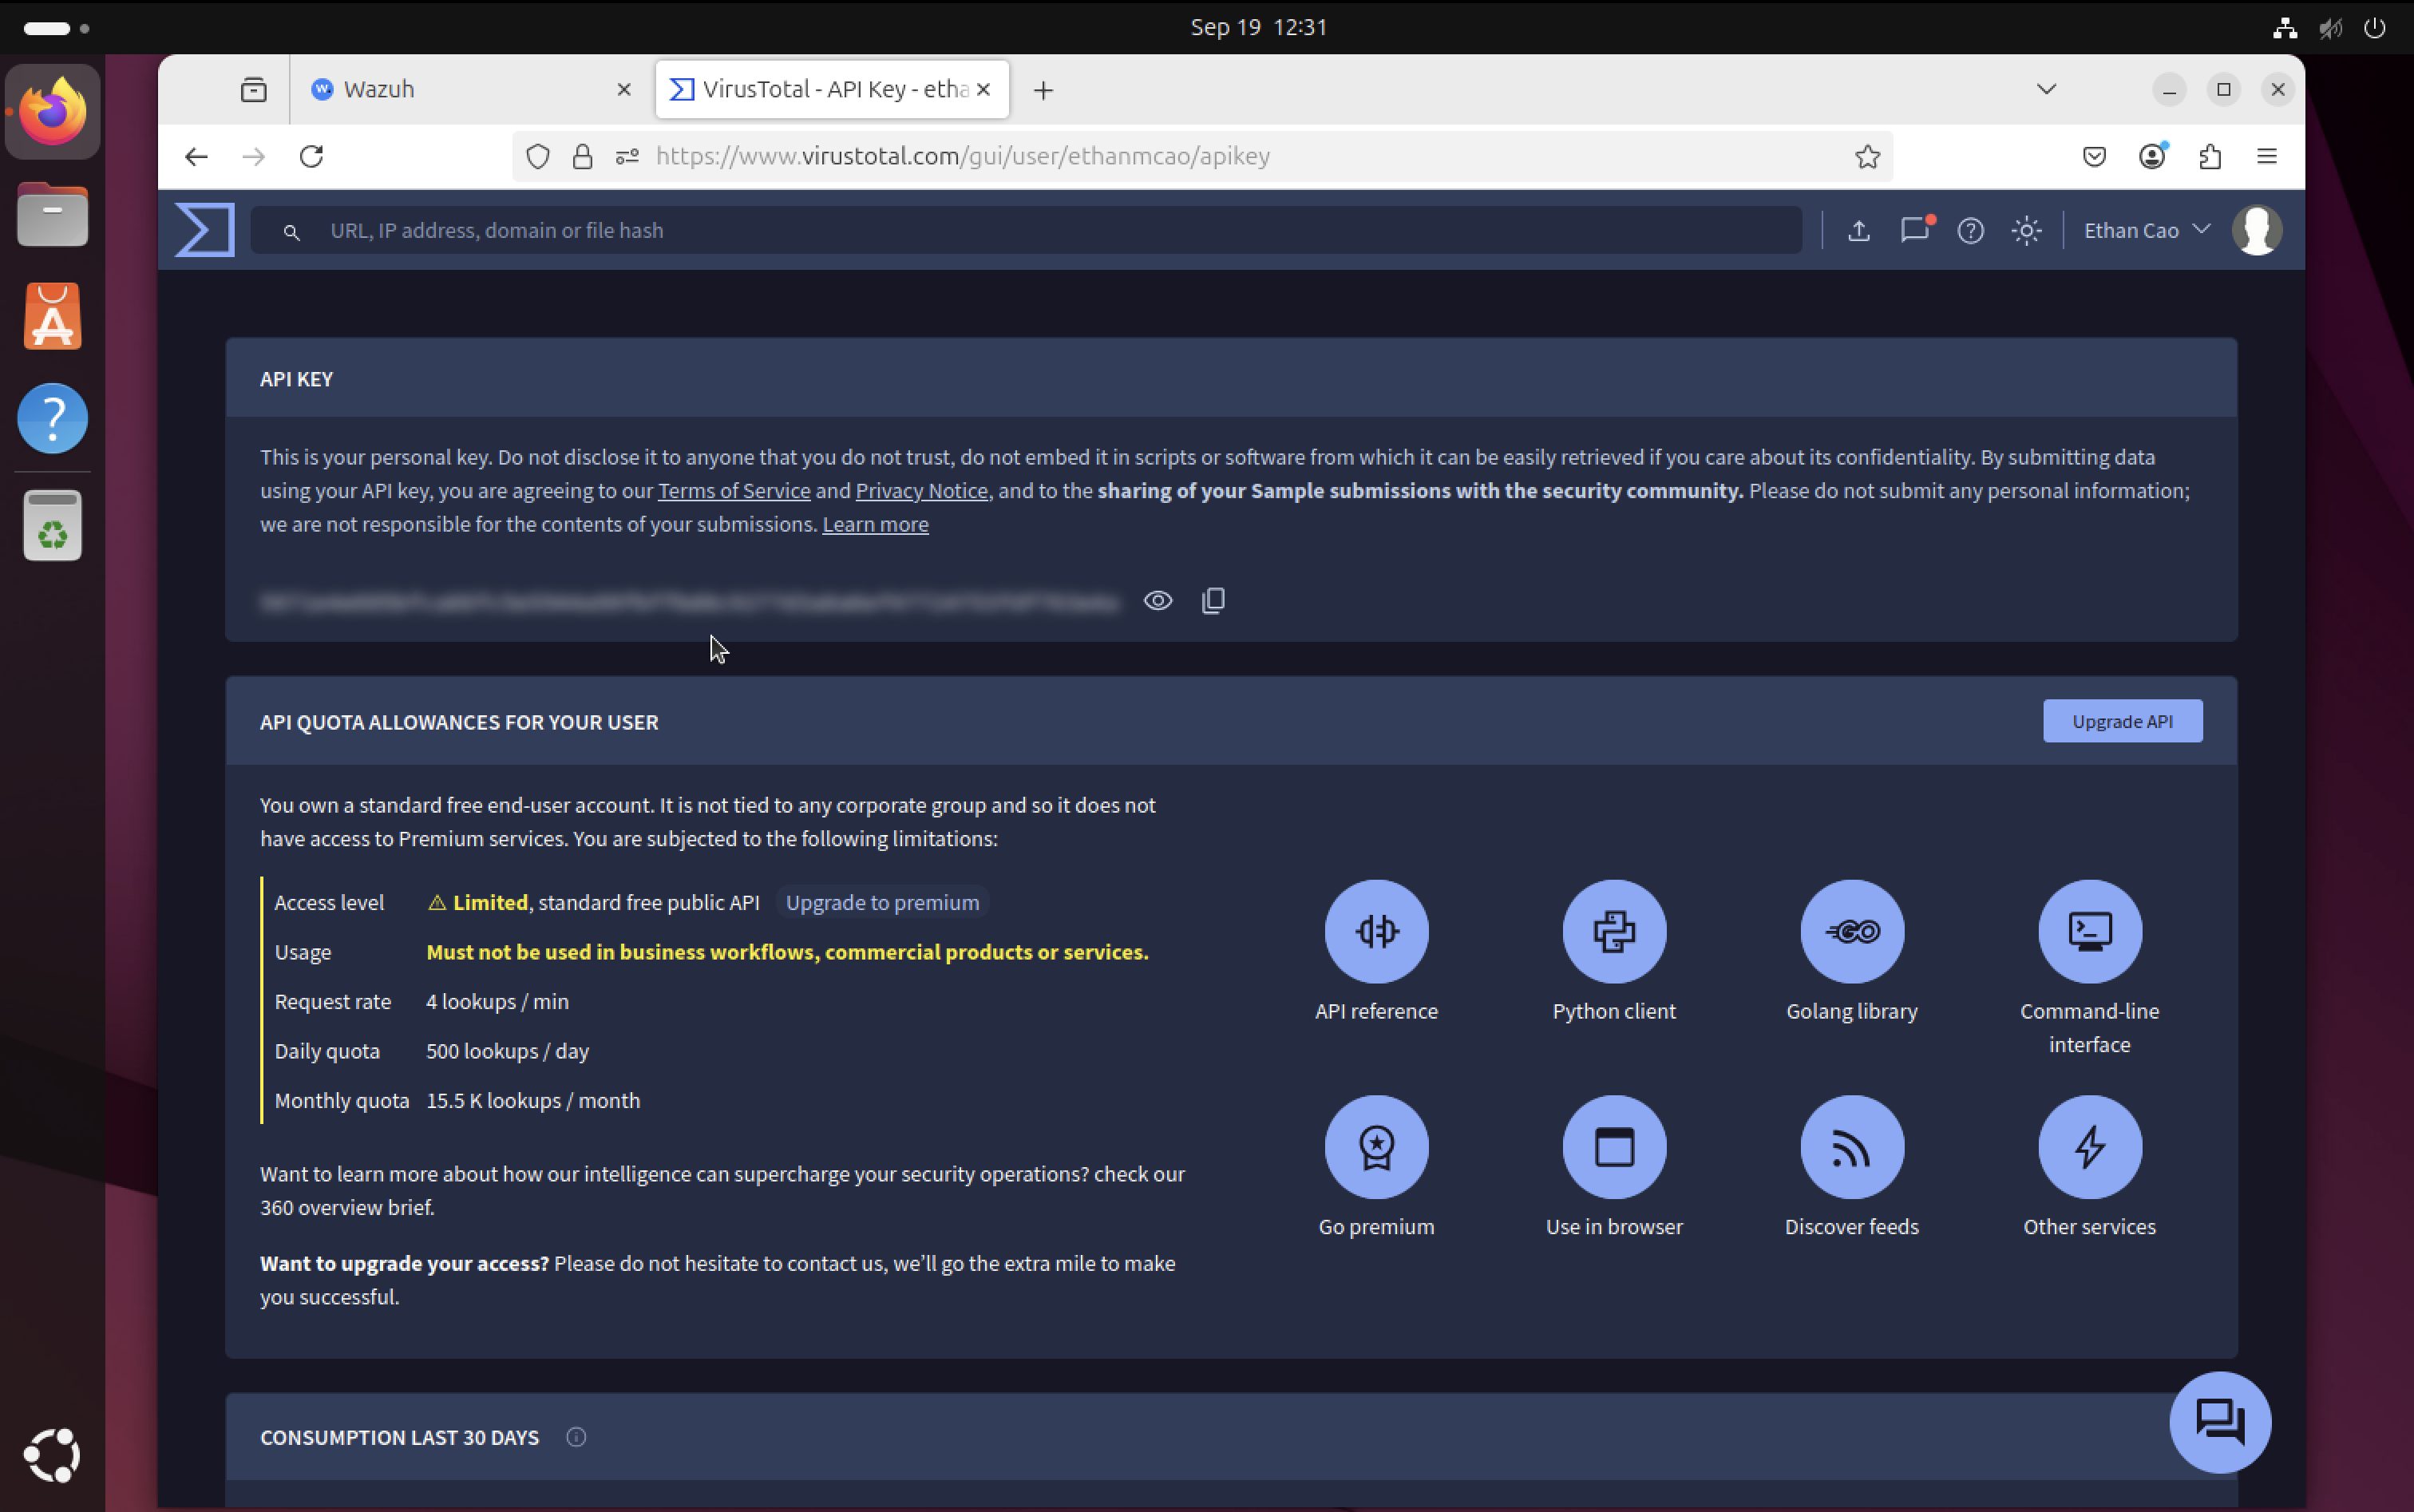 Sep 19 12:31
Wazuh
VirusTotal - API Key - etha
https://www.virustotal.com/gui/user/ethanmcao/apikey
URL, IP address, domain or file hash
Ethan Cao
API KEY
This is your personal key. Do not disclose it to anyone that you do not trust, do not embed it in scripts or software from which it can be easily retrieved if you care about its confidentiality. By submitting data
using your API key, you are agreeing to our Terms of Service and Privacy Notice, and to the sharing of your Sample submissions with the security community. Please do not submit any personal information;
we are not responsible for the contents of your submissions. Learn more
API QUOTA ALLOWANCES FOR YOUR USER
Upgrade API
You own a standard free end-user account. It is not tied to any corporate group and so it does not
have access to Premium services. You are subjected to the following limitations:
Access level Limited, standard free public API Upgrade to premium
Usage Must not be used in business workflows, commercial products or services.
Request rate 4 lookups / min
Daily quota 500 lookups / day
Monthly quota 15.5 K lookups / month
Want to learn more about how our intelligence can supercharge your security operations? check our
360 overview brief.
Want to upgrade your access? Please do not hesitate to contact us, we'll go the extra mile to make
you successful.
GO
API reference
Python client
Golang library
Command-line
interface
Go premium
Use in browser
Discover feeds
Other services
CONSUMPTION LAST 30 DAYS